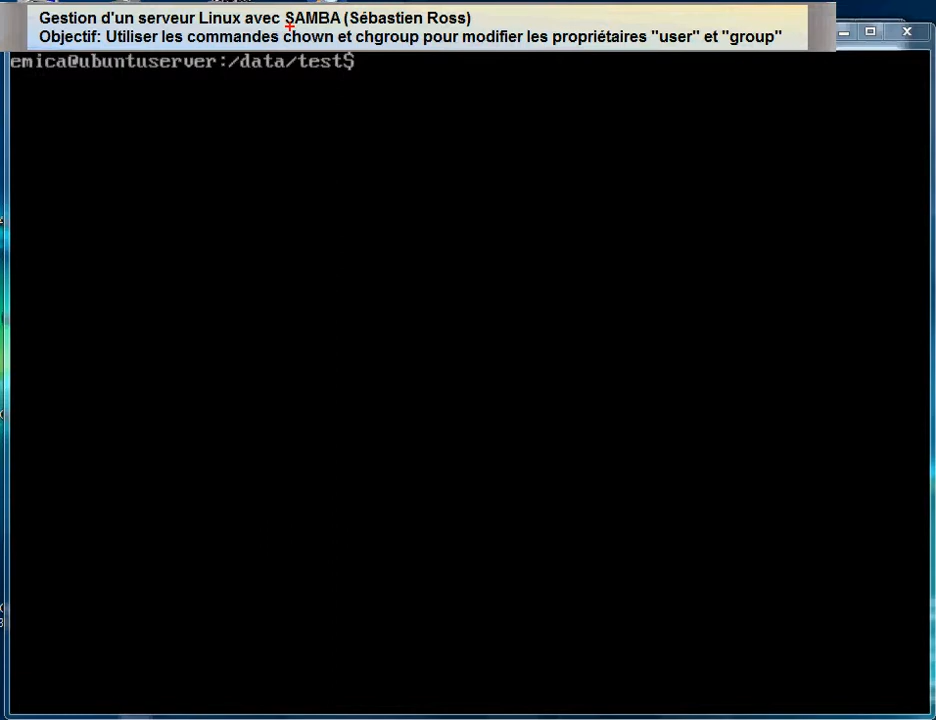 Gestion d'un serveur Linux avec SAMBA (Sébastien Ross)
Objectif: Utiliser les commandes chown et chgroup pour modifier les propriétaires "user" et "group"
emica@ubuntuserver:/data/test$